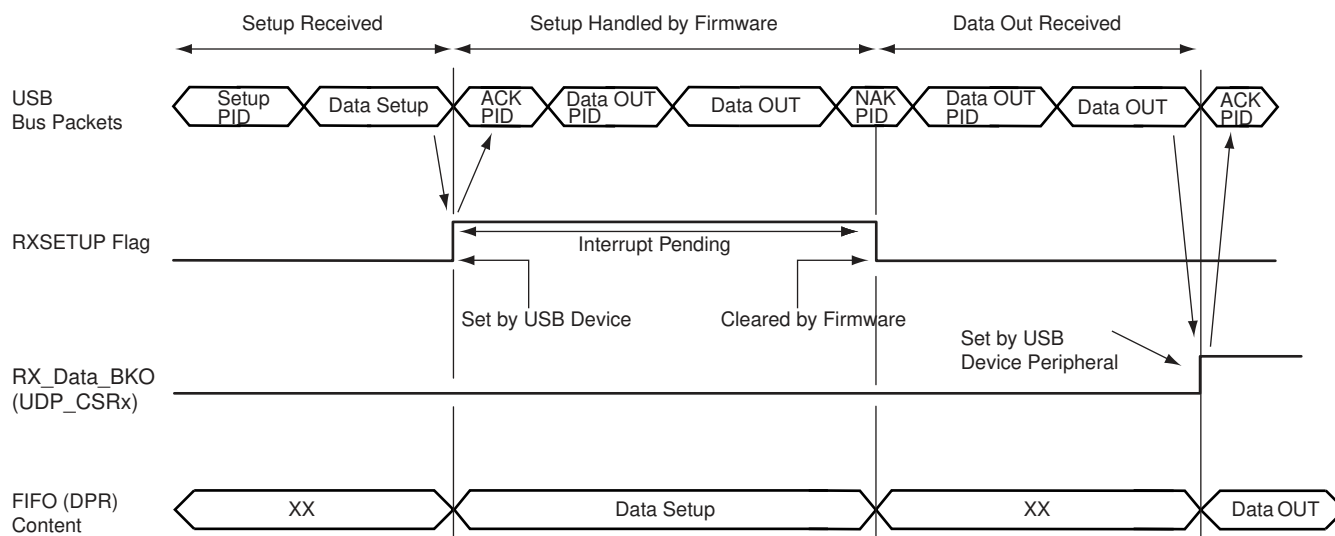 Setup Received
Setup Handled by Firmware
Data Out Received
USB
Bus Packets
Setup
PID
Data Setup
ACK
PID
Data OUT
PID
Data OUT
NAK
PID
Data OUT
PID
Data OUT
ACK
PID
RXSETUP Flag
Interrupt Pending
Set by USB Device
Cleared by Firmware
Set by USB
Device Peripheral
RX_Data_BKO
(UDP_CSRx)
FIFO (DPR)
Content
XX
Data Setup
XX
Data OUT